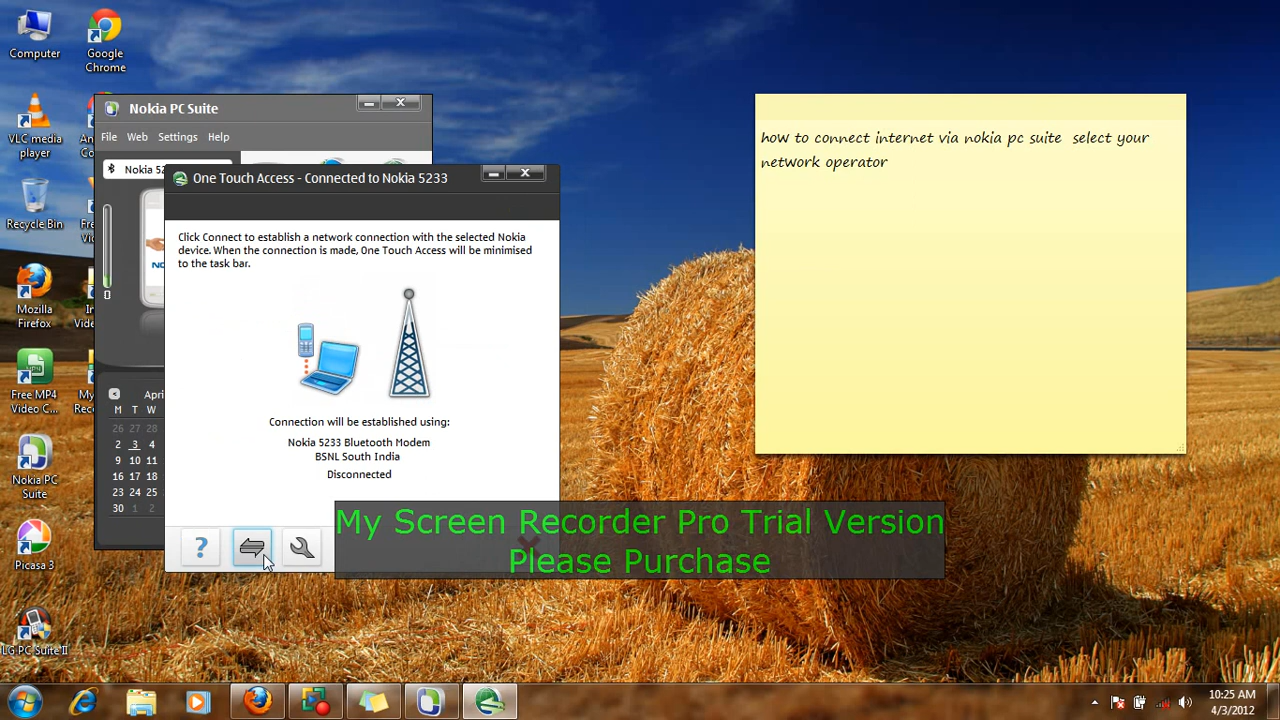 Computer
Google
Chrome
VLC media
player
Recycle Bin
Mozilla
Firefox
Free MP4
Video C...
Nokia PC
Suite
Picasa 3
LG PC Suite II
Nokia PC Suite
File Web Settings Help
Nokia 52
One Touch Access - Connected to Nokia 5233
Click Connect to establish a network connection with the selected Nokia
device. When the connection is made, One Touch Access will be minimised
to the task bar.
Connection will be established using:
Nokia 5233 Bluetooth Modem
BSNL South India
Disconnected
Apri
M T W
26 27 28
2 3 4
9 10 11
16 17 18
23 24 25
30 1 2
how to connect internet via nokia pc suite select your
network operator
My Screen Recorder Pro Trial Version
Please Purchase
10:25 AM
4/3/2012